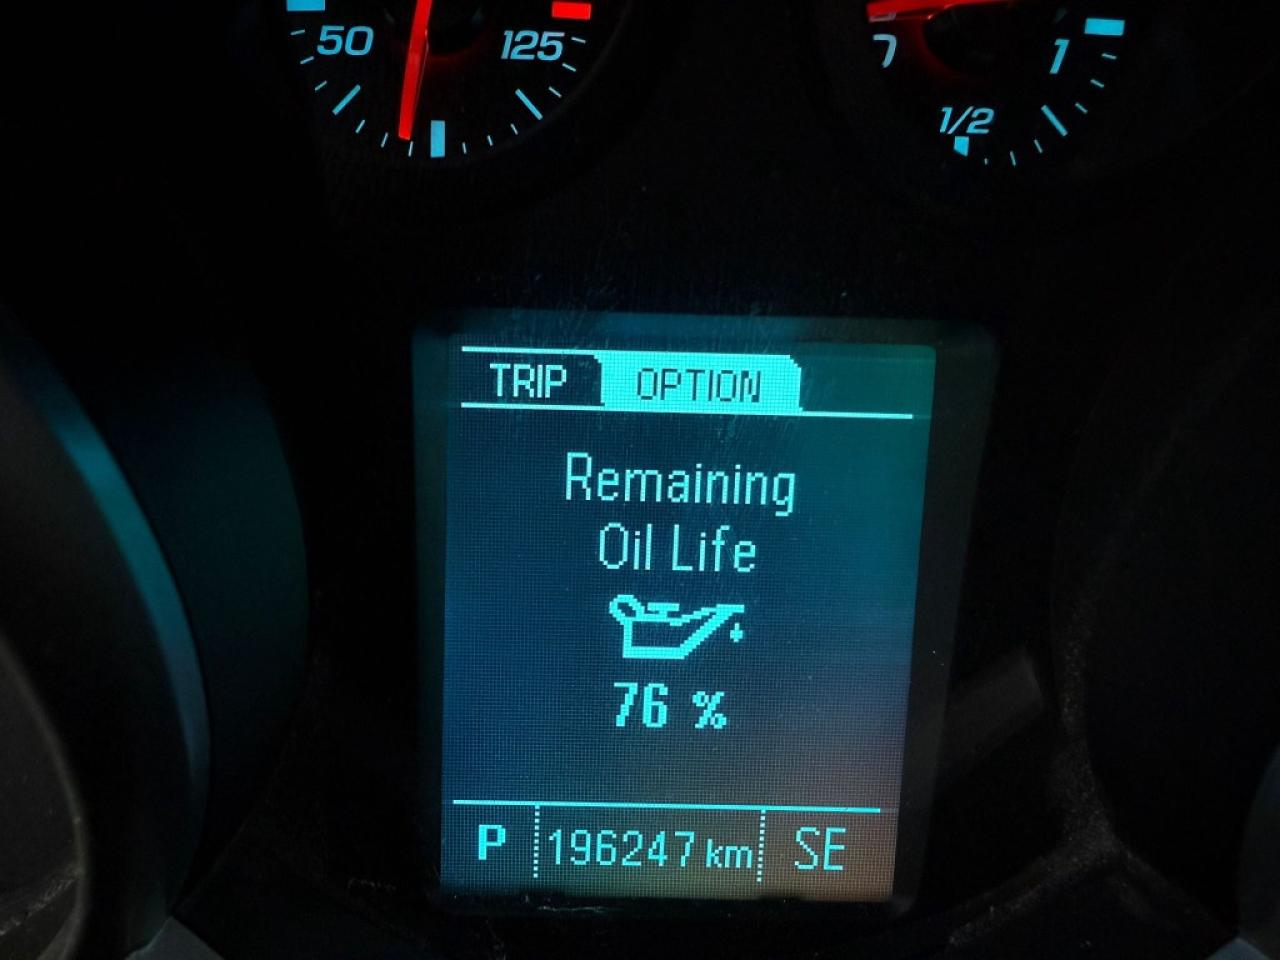 50 125
1/2 1
TRIP OPTION
Remaining
Oil Life
76 %
P 196247 km SE